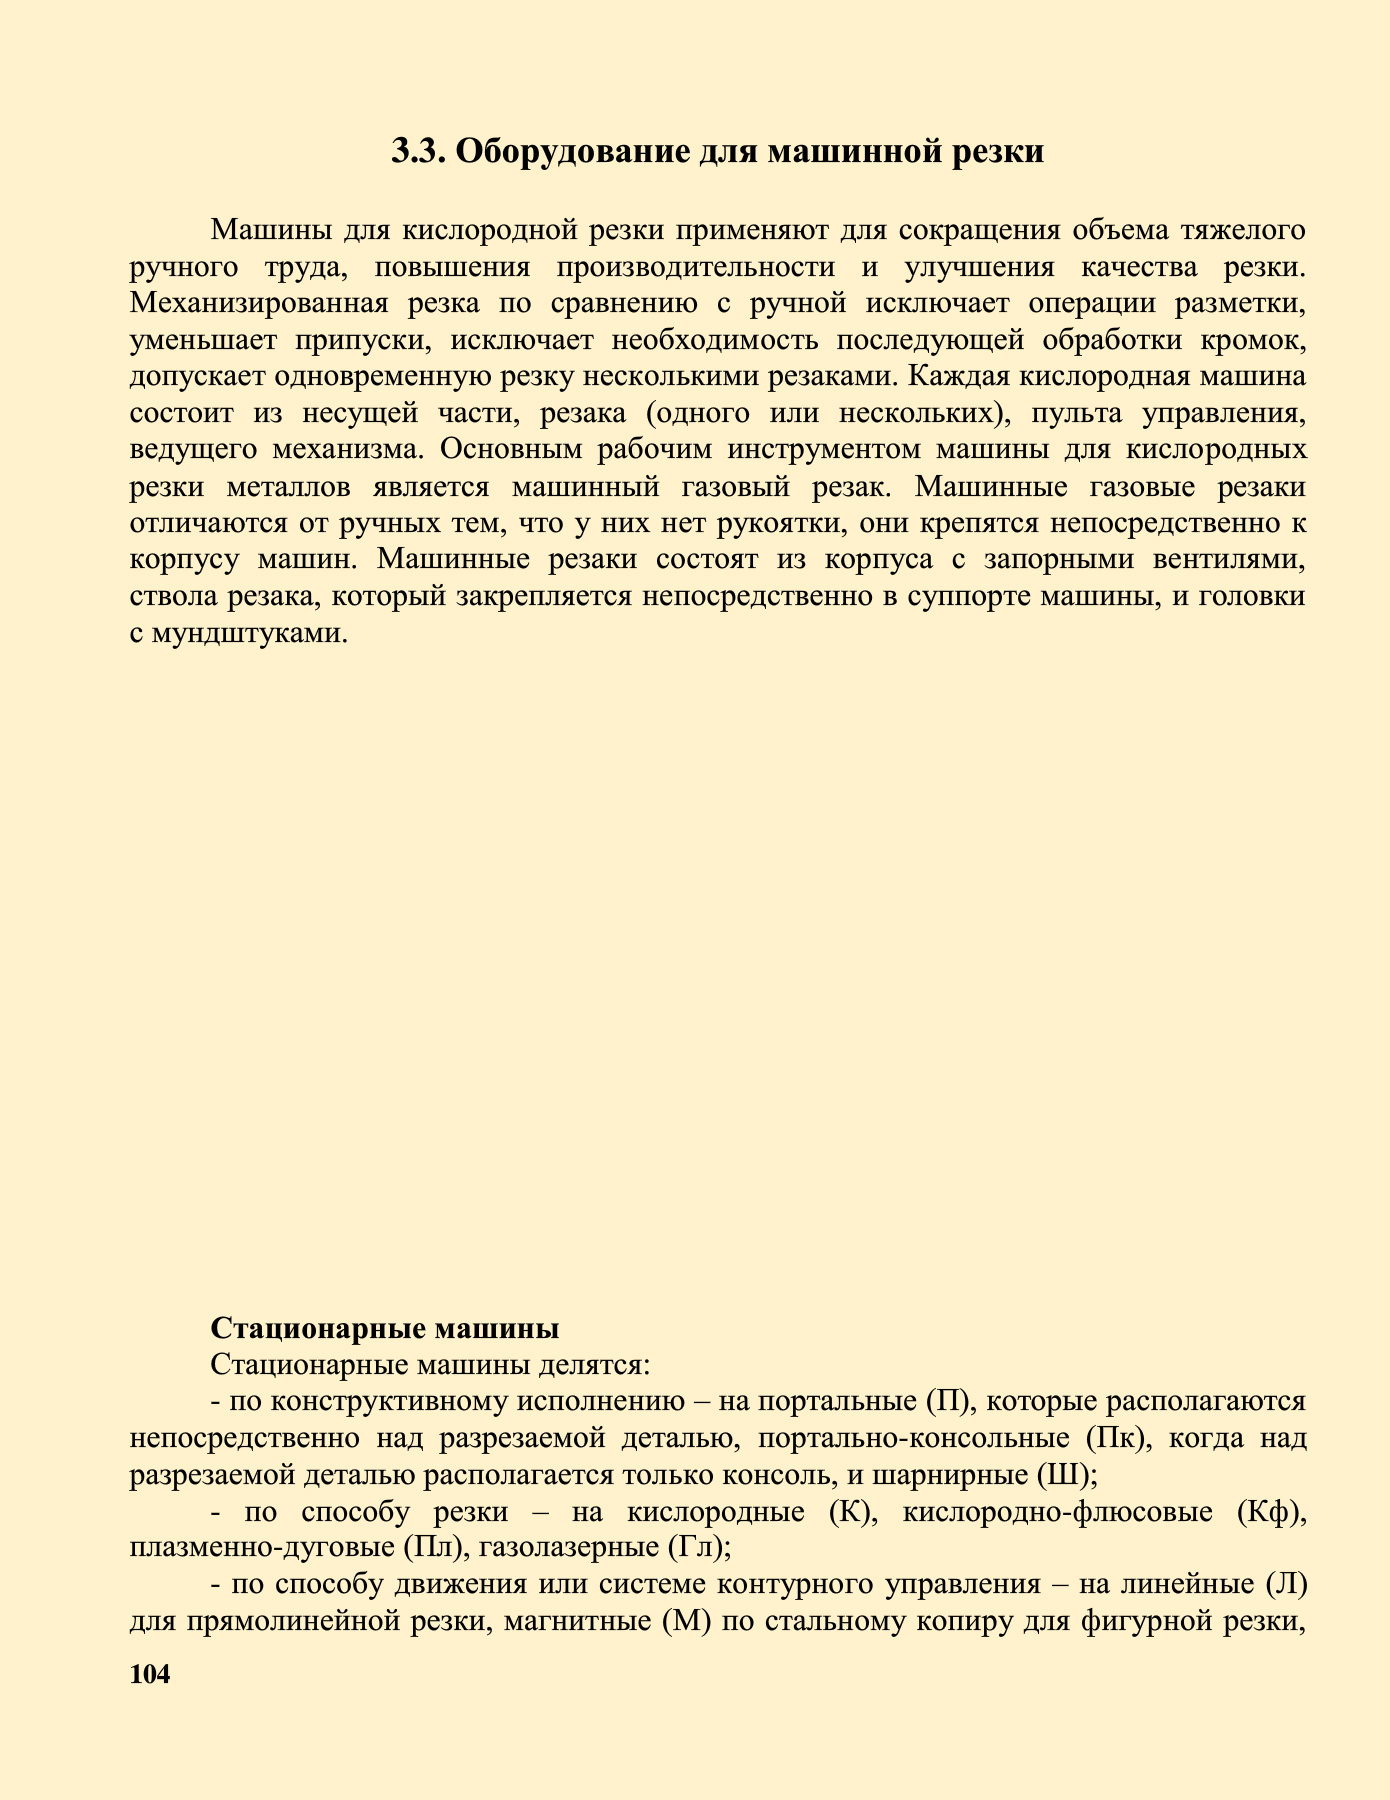 3.3. Оборудование для машинной резки
Машины для кислородной резки применяют для сокращения объема тяжелого
ручного труда, повышения производительности и улучшения качества резки.
Механизированная резка по сравнению с ручной исключает операции разметки,
уменьшает припуски, исключает необходимость последующей обработки кромок,
допускает одновременную резку несколькими резаками. Каждая кислородная машина
состоит из несущей части, резака (одного или нескольких), пульта управления,
ведущего механизма. Основным рабочим инструментом машины для кислородных
резки металлов является машинный газовый резак. Машинные газовые резаки
отличаются от ручных тем, что у них нет рукоятки, они крепятся непосредственно к
корпусу машин. Машинные резаки состоят из корпуса с запорными вентилями,
ствола резака, который закрепляется непосредственно в суппорте машины, и головки
с мундштуками.
Стационарные машины
Стационарные машины делятся:
- по конструктивному исполнению – на портальные (П), которые располагаются
непосредственно над разрезаемой деталью, портально-консольные (Пк), когда над
разрезаемой деталью располагается только консоль, и шарнирные (Ш);
- по способу резки – на кислородные (К), кислородно-флюсовые (Кф),
плазменно-дуговые (Пл), газолазерные (Гл);
- по способу движения или системе контурного управления – на линейные (Л)
для прямолинейной резки, магнитные (М) по стальному копиру для фигурной резки,
104